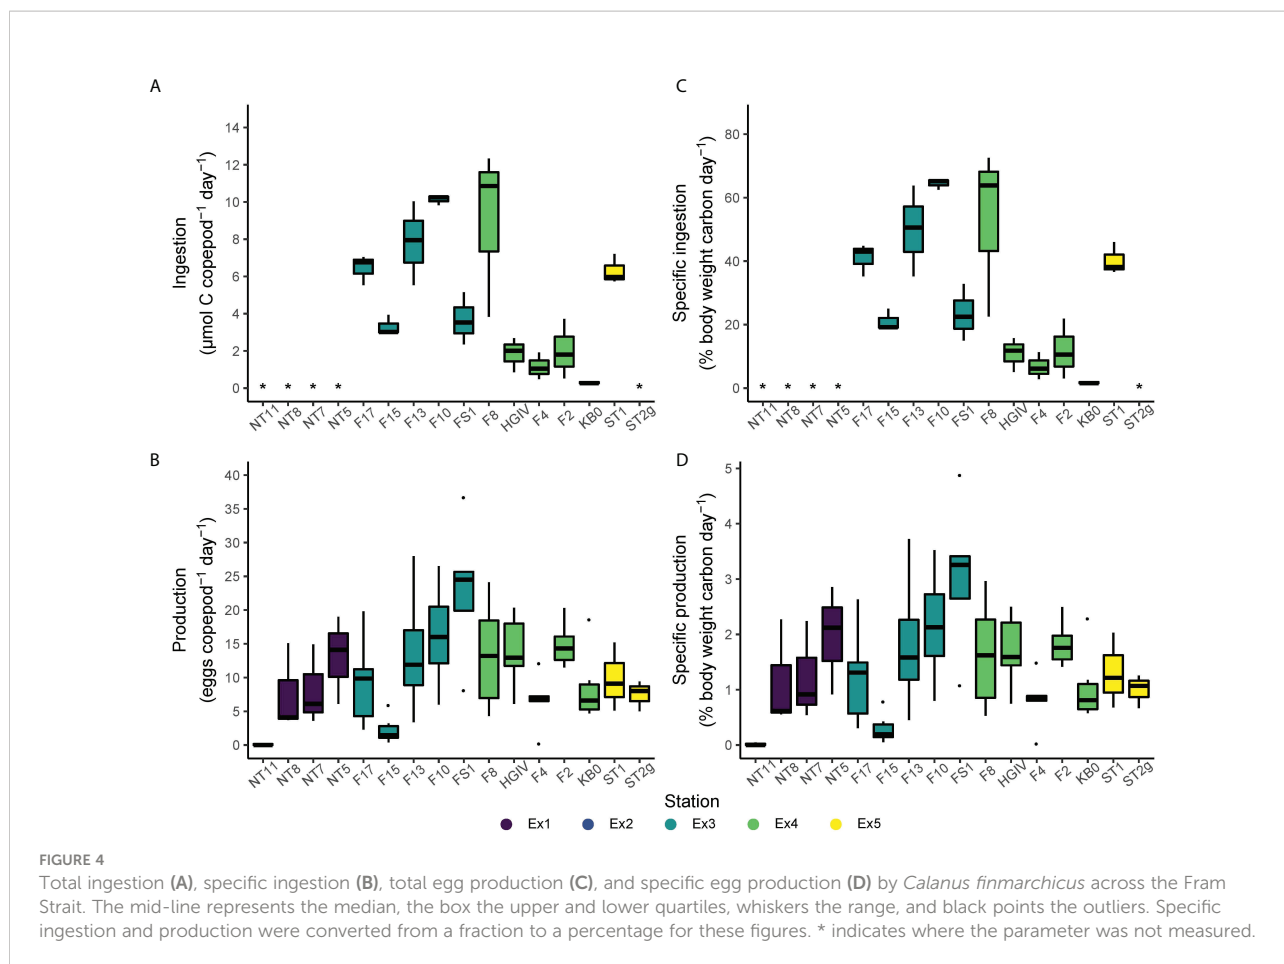 A
Ingestion
(µmol C copepod⁻¹ day⁻¹)
14
12
10
8
6
4
2
0
* * * * *
NT11 NT8 NT7 NT5 F17 F15 F13 F10 FS1 F8 HGIV F4 F2 KB0 ST1 ST2g
C
Specific ingestion
(% body weight carbon day⁻¹)
80
60
40
20
0
* * * * *
NT11 NT8 NT7 NT5 F17 F15 F13 F10 FS1 F8 HGIV F4 F2 KB0 ST1 ST2g
B
Production
(eggs copepod⁻¹ day⁻¹)
40
35
30
25
20
15
10
5
0
NT11 NT8 NT7 NT5 F17 F15 F13 F10 FS1 F8 HGIV F4 F2 KB0 ST1 ST2g
D
Specific production
(% body weight carbon day⁻¹)
5
4
3
2
1
0
NT11 NT8 NT7 NT5 F17 F15 F13 F10 FS1 F8 HGIV F4 F2 KB0 ST1 ST2g
Station
Ex1 Ex2 Ex3 Ex4 Ex5
FIGURE 4
Total ingestion (A), specific ingestion (B), total egg production (C), and specific egg production (D) by Calanus finmarchicus across the Fram
Strait. The mid-line represents the median, the box the upper and lower quartiles, whiskers the range, and black points the outliers. Specific
ingestion and production were converted from a fraction to a percentage for these figures. * indicates where the parameter was not measured.